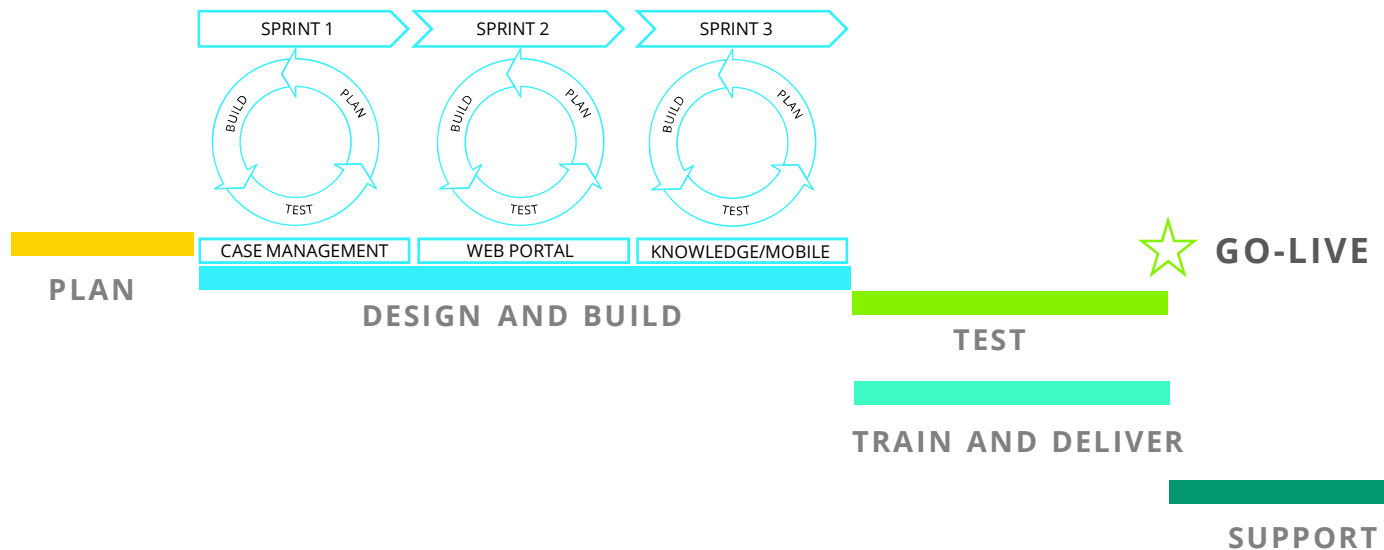 SPRINT 1
SPRINT 2
SPRINT 3
BUILD
PLAN
TEST
BUILD
PLAN
TEST
BUILD
PLAN
TEST
CASE MANAGEMENT
WEB PORTAL
KNOWLEDGE/MOBILE
PLAN
DESIGN AND BUILD
GO-LIVE
TEST
TRAIN AND DELIVER
SUPPORT